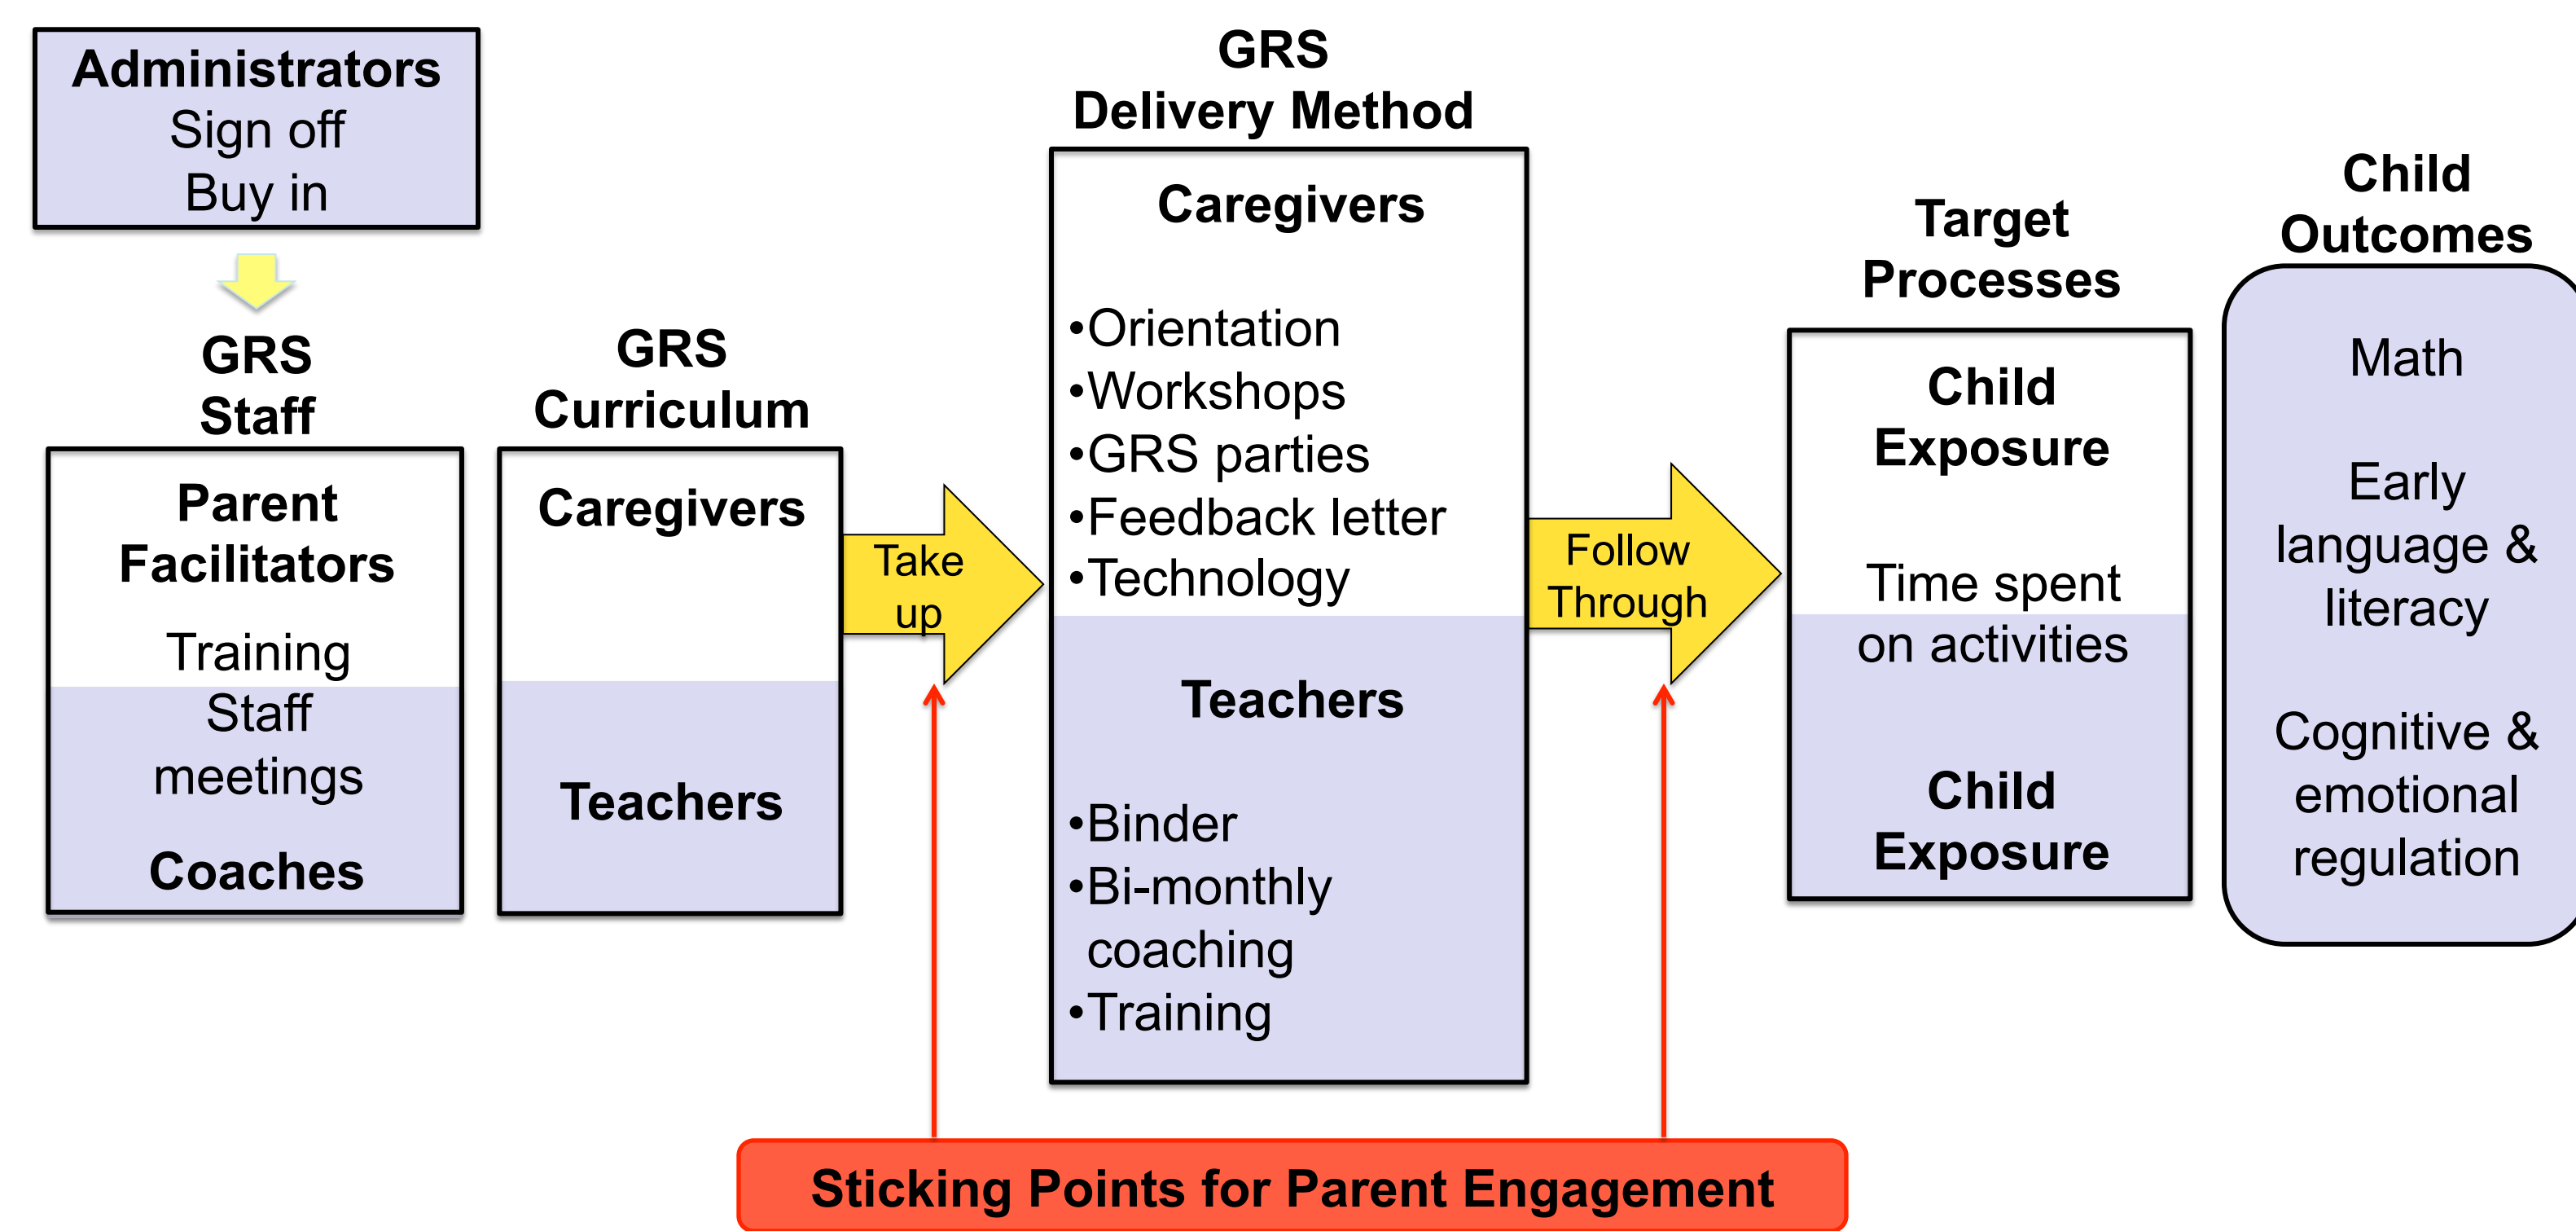 Administrators
Sign off
Buy in
GRS
Staff
Parent
Facilitators
Training
Staff
meetings
Coaches
GRS
Curriculum
Caregivers
Teachers
Take
up
GRS
Delivery Method
Caregivers
•Orientation
•Workshops
•GRS parties
•Feedback letter
•Technology
Teachers
•Binder
•Bi-monthly
coaching
•Training
Follow
Through
Target
Processes
Child
Exposure
Time spent
on activities
Child
Exposure
Child
Outcomes
Math
Early
language &
literacy
Cognitive &
emotional
regulation
Sticking Points for Parent Engagement